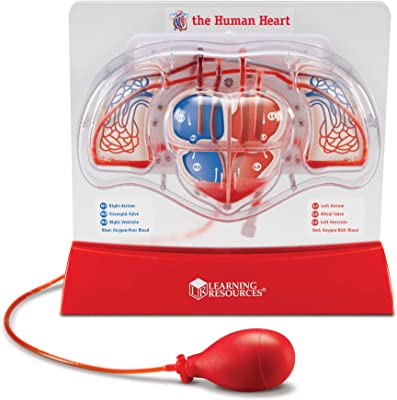 the Human Heart
Right Atrium
Tricuspid Valve
Right Ventricle
Blue: Oxygen-Poor Blood
Left Atrium
Mitral Valve
Left Ventricle
Red: Oxygen-Rich Blood
LEARNING
RESOURCES®